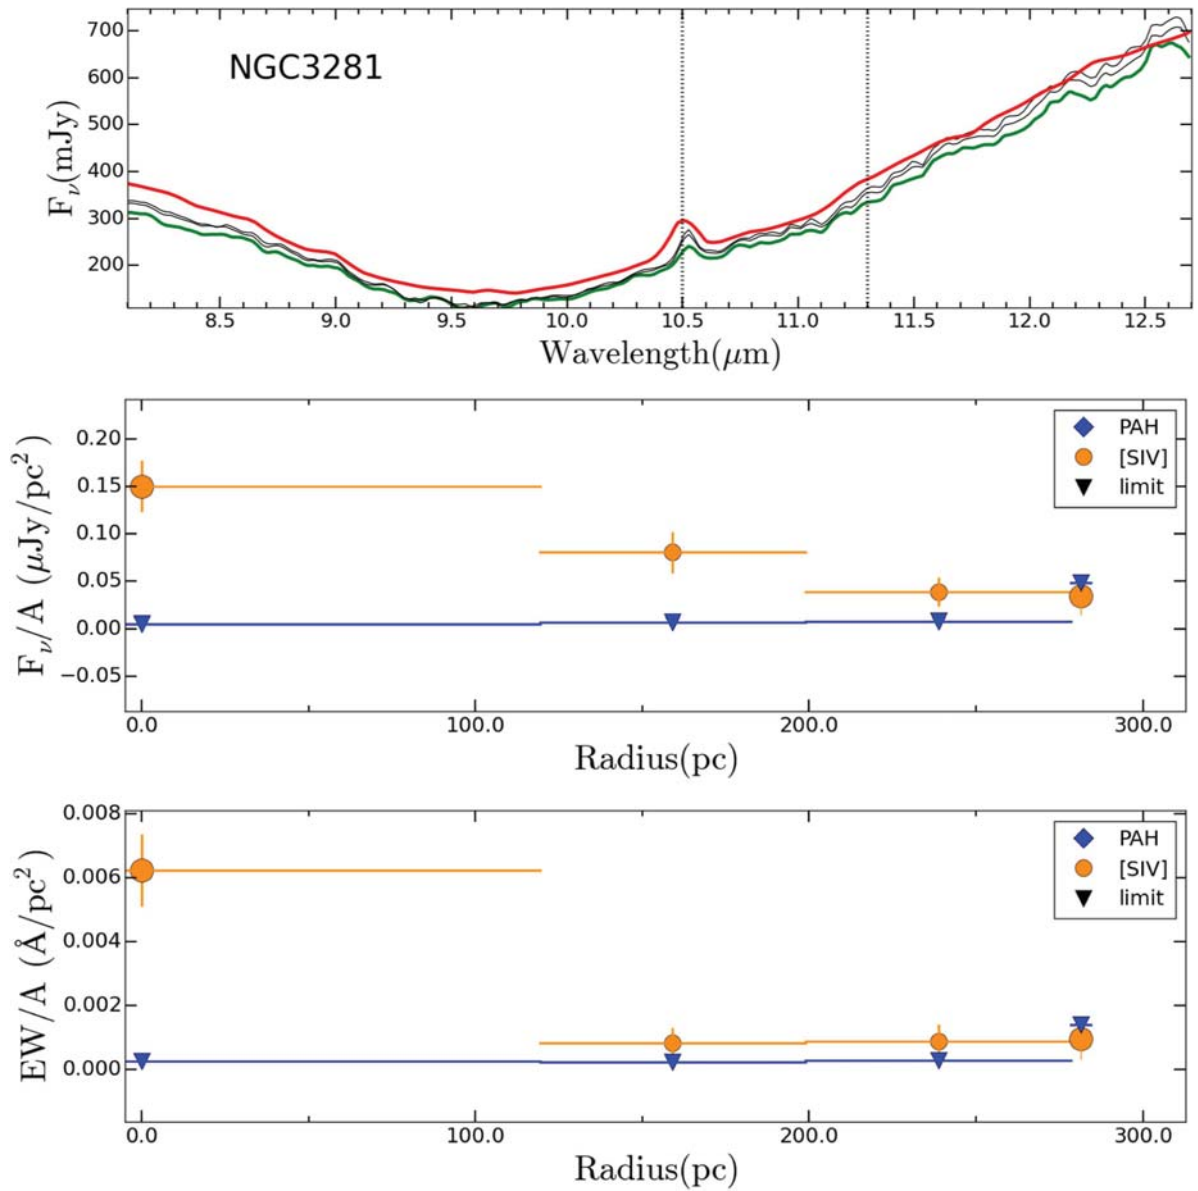 NGC3281
700
600
500
400
300
200
F_ν(mJy)
8.5 9.0 9.5 10.0 10.5 11.0 11.5 12.0 12.5
Wavelength(μm)
0.20
0.15
0.10
0.05
0.00
−0.05
F_ν/A (μJy/pc²)
PAH
[SIV]
limit
0.0 100.0 200.0 300.0
Radius(pc)
0.008
0.006
0.004
0.002
0.000
EW/A (Å/pc²)
PAH
[SIV]
limit
0.0 100.0 200.0 300.0
Radius(pc)